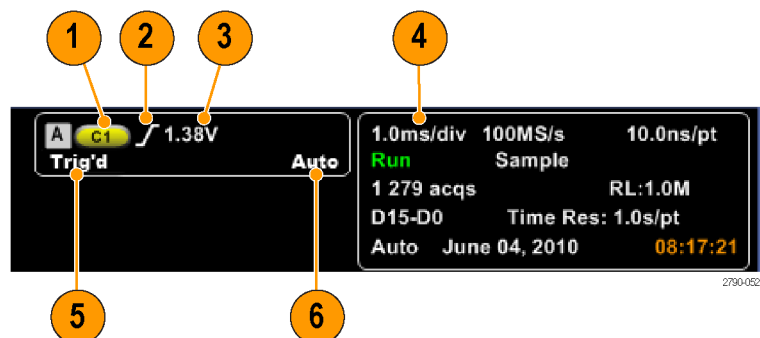 1 2 3 4
A C1 1.38V
Trig'd Auto
1.0ms/div 100MS/s 10.0ns/pt
Run Sample
1 279 acqs RL:1.0M
D15-D0 Time Res: 1.0s/pt
Auto June 04, 2010 08:17:21
2790-052
5 6